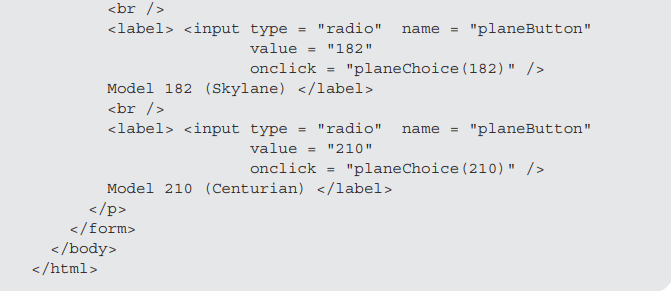 <br />
<label> <input type = "radio" name = "planeButton"
value = "182"
onclick = "planeChoice(182)" />
Model 182 (Skylane) </label>
<br />
<label> <input type = "radio" name = "planeButton"
value = "210"
onclick = "planeChoice(210)" />
Model 210 (Centurian) </label>
</p>
</form>
</body>
</html>